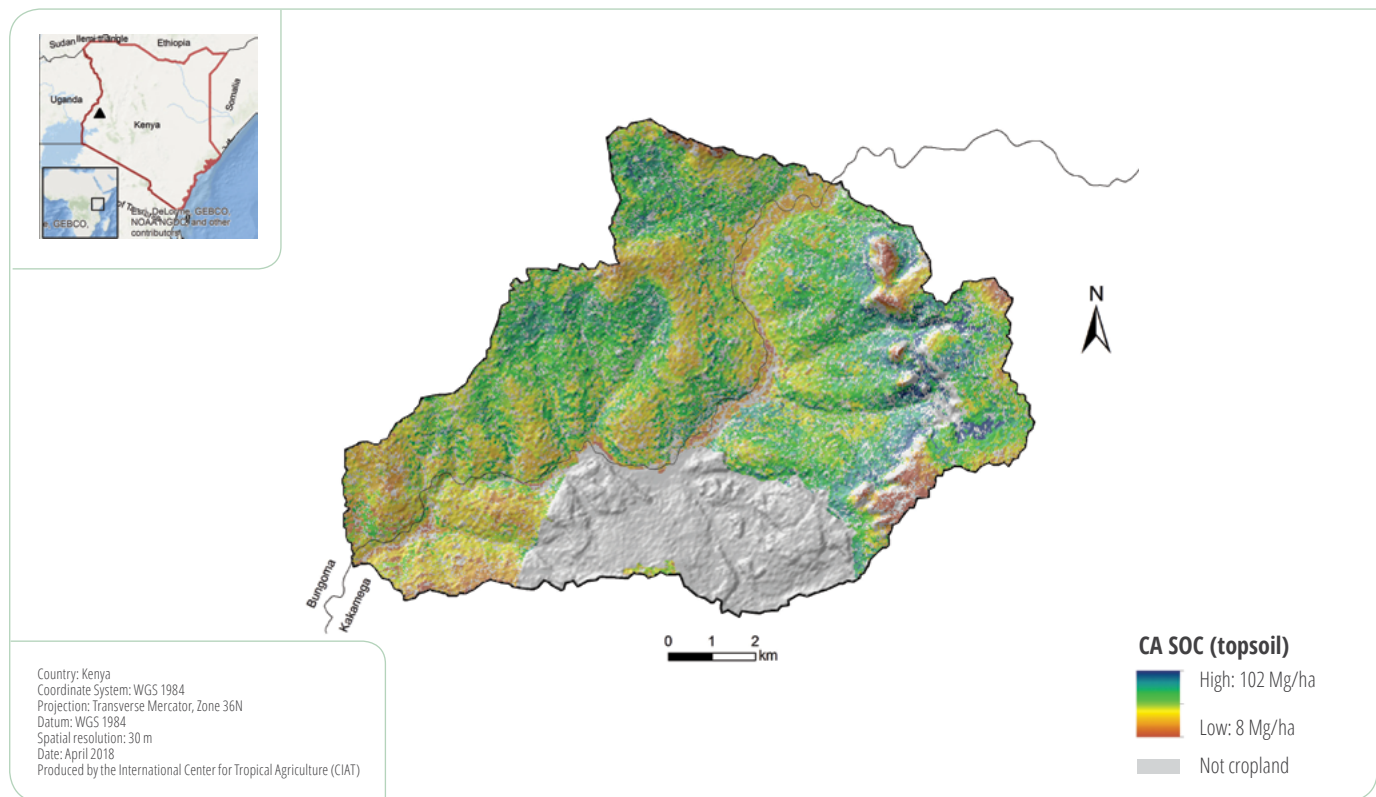 Sudan
Ilemi triangle
Ethiopia
Uganda
Somalia
Kenya
Esri, DeLorme, GEBCO,
NOAA NGDC, and other
contributors
e, GEBCO,
N
Bungoma
Kakamega
0 1 2
km
CA SOC (topsoil)
High: 102 Mg/ha
Low: 8 Mg/ha
Not cropland
Country: Kenya
Coordinate System: WGS 1984
Projection: Transverse Mercator, Zone 36N
Datum: WGS 1984
Spatial resolution: 30 m
Date: April 2018
Produced by the International Center for Tropical Agriculture (CIAT)